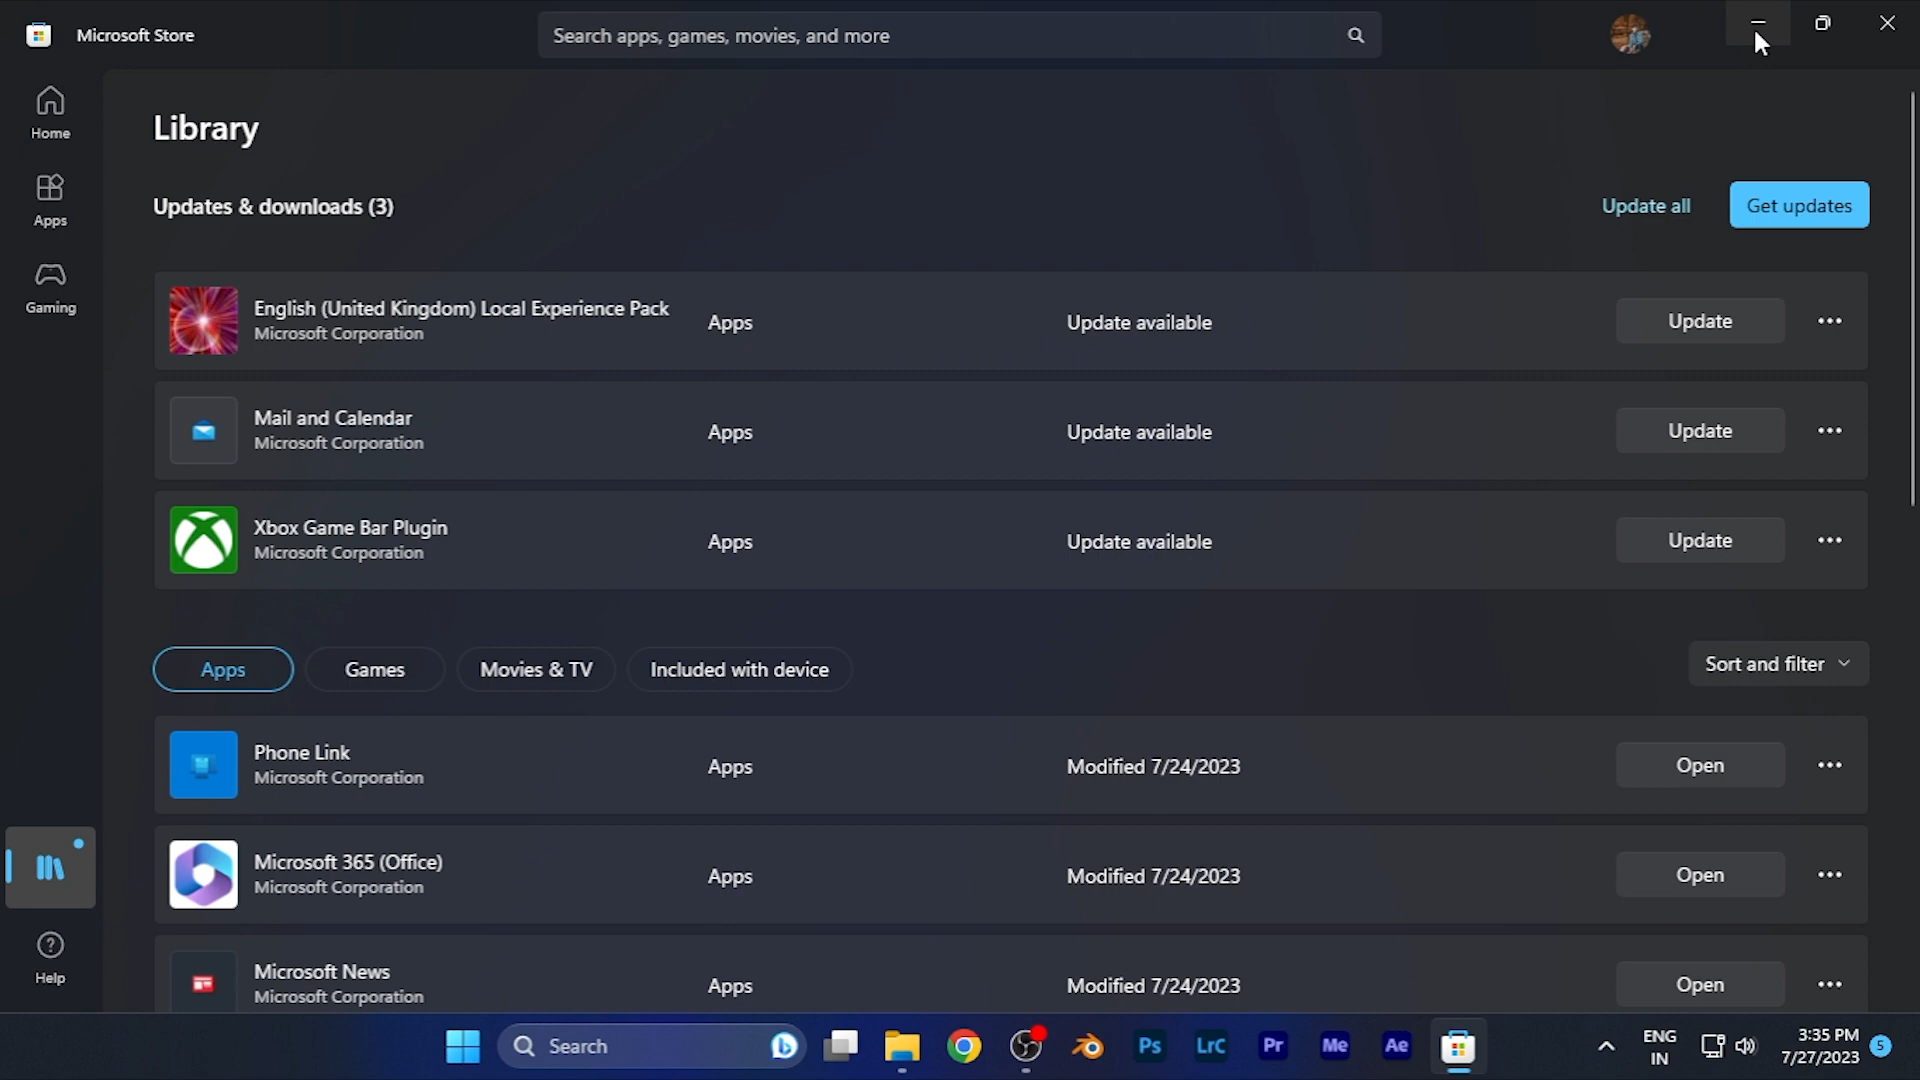 Microsoft Store
Search apps, games, movies, and more
Home
Apps
Gaming
Library
Updates & downloads (3)
Update all
Get updates
English (United Kingdom) Local Experience Pack
Microsoft Corporation
Apps
Update available
Update
Mail and Calendar
Microsoft Corporation
Apps
Update available
Update
Xbox Game Bar Plugin
Microsoft Corporation
Apps
Update available
Update
Apps
Games
Movies & TV
Included with device
Sort and filter
Phone Link
Microsoft Corporation
Apps
Modified 7/24/2023
Open
Microsoft 365 (Office)
Microsoft Corporation
Apps
Modified 7/24/2023
Open
Microsoft News
Microsoft Corporation
Apps
Modified 7/24/2023
Open
Help
Search
Ps
LrC
Pr
Me
Ae
ENG
IN
3:35 PM
7/27/2023
5